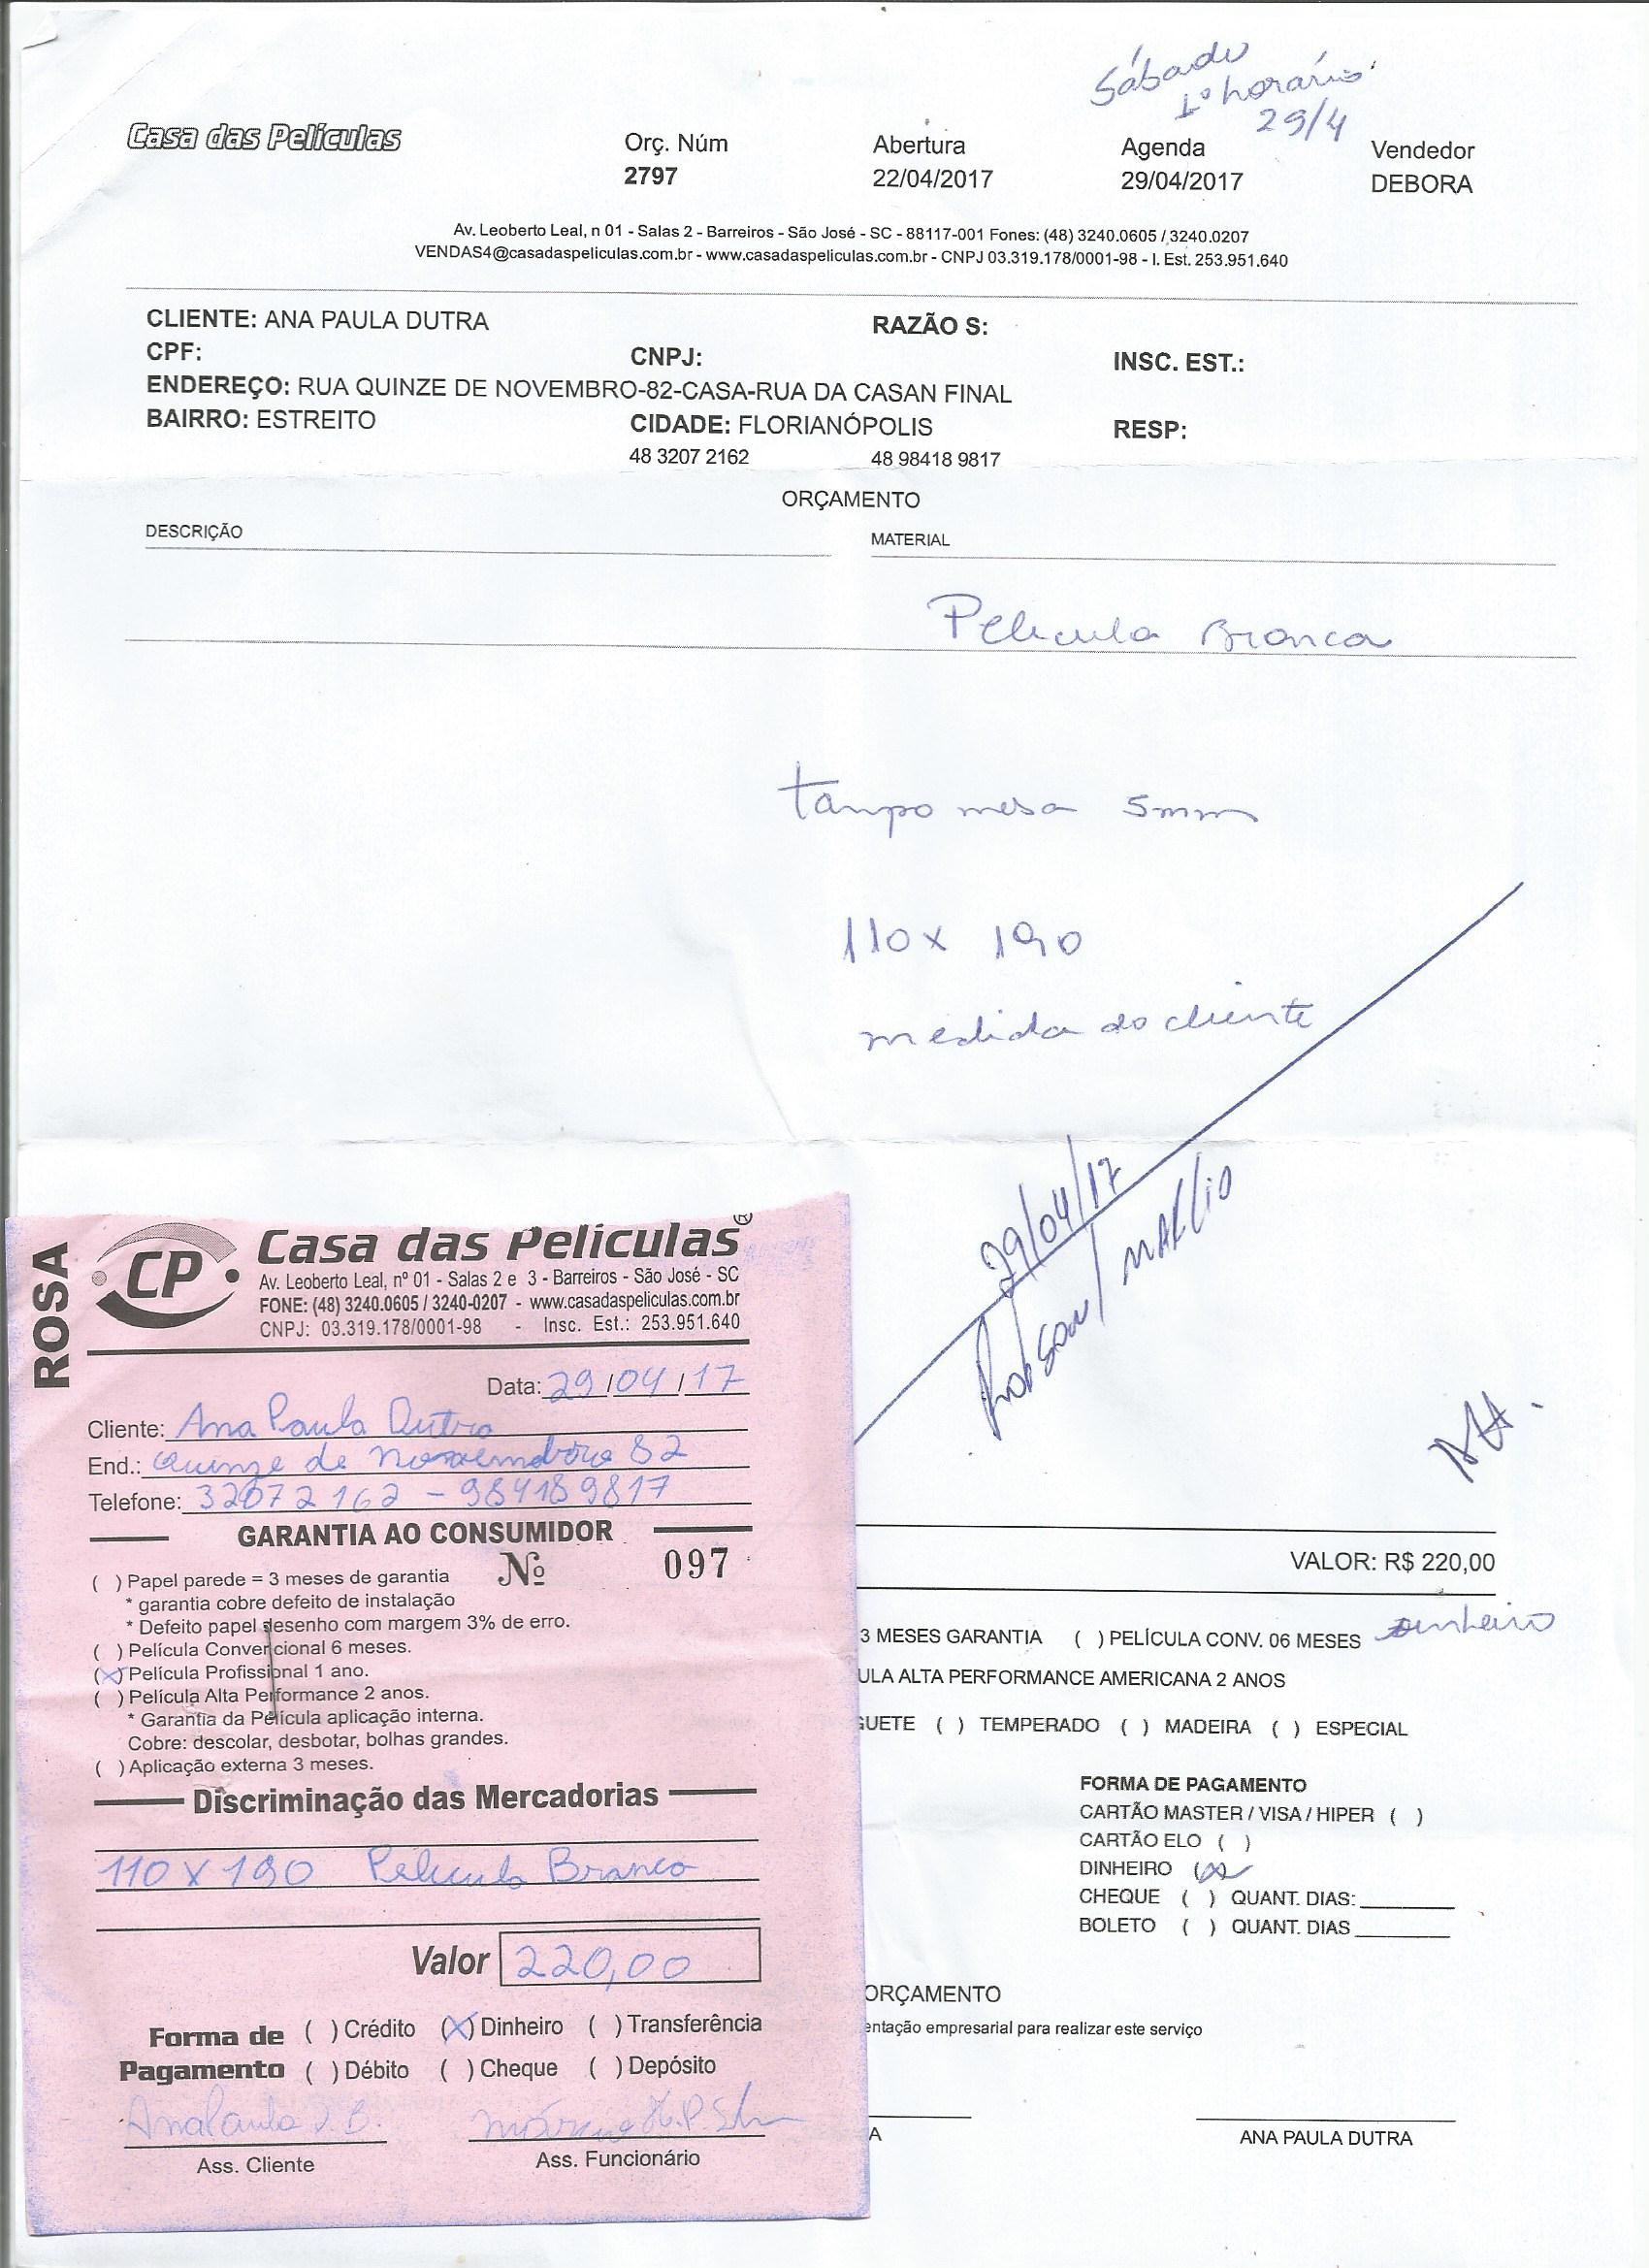 Sábado
1º horário
29/4
Casa das Películas
Orç. Núm Abertura Agenda Vendedor
2797 22/04/2017 29/04/2017 DEBORA
Av. Leoberto Leal, n 01 - Salas 2 - Barreiros - São José - SC - 88117-001 Fones: (48) 3240.0605 / 3240.0207
VENDAS4@casadaspeliculas.com.br - www.casadaspeliculas.com.br - CNPJ 03.319.178/0001-98 - I. Est. 253.951.640
CLIENTE: ANA PAULA DUTRA RAZÃO S:
CPF: CNPJ: INSC. EST.:
ENDEREÇO: RUA QUINZE DE NOVEMBRO-82-CASA-RUA DA CASAN FINAL
BAIRRO: ESTREITO CIDADE: FLORIANÓPOLIS RESP:
48 3207 2162 48 98418 9817
ORÇAMENTO
DESCRIÇÃO MATERIAL
Película Branca
tampo mesa 5mm
110x 190
medida do cliente
29/04/17
Robson / Marcio
VALOR: R$ 220,00
dinheiro
3 MESES GARANTIA ( ) PELÍCULA CONV. 06 MESES
ULA ALTA PERFORMANCE AMERICANA 2 ANOS
GUETE ( ) TEMPERADO ( ) MADEIRA ( ) ESPECIAL
FORMA DE PAGAMENTO
CARTÃO MASTER / VISA / HIPER ( )
CARTÃO ELO ( )
DINHEIRO (X)
CHEQUE ( ) QUANT. DIAS:
BOLETO ( ) QUANT. DIAS
ORÇAMENTO
entação empresarial para realizar este serviço
A ANA PAULA DUTRA
ROSA
CP
Casa das Películas®
Av. Leoberto Leal, nº 01 - Salas 2 e 3 - Barreiros - São José - SC
FONE: (48) 3240.0605 / 3240-0207 - www.casadaspeliculas.com.br
CNPJ: 03.319.178/0001-98 - Insc. Est.: 253.951.640
Data: 29/04/17
Cliente: Ana Paula Dutra
End.: Quinze de Novembro 82
Telefone: 32072162 - 984189817
GARANTIA AO CONSUMIDOR
Nº 097
( ) Papel parede = 3 meses de garantia
* garantia cobre defeito de instalação
* Defeito papel desenho com margem 3% de erro.
( ) Película Convencional 6 meses.
(X) Película Profissional 1 ano.
( ) Película Alta Performance 2 anos.
* Garantia da Película aplicação interna.
Cobre: descolar, desbotar, bolhas grandes.
( ) Aplicação externa 3 meses.
Discriminação das Mercadorias
110 X 190 Película Branco
Valor 220,00
Forma de Pagamento
( ) Crédito (X) Dinheiro ( ) Transferência
( ) Débito ( ) Cheque ( ) Depósito
Ana Paula D. B.
Ass. Cliente Ass. Funcionário